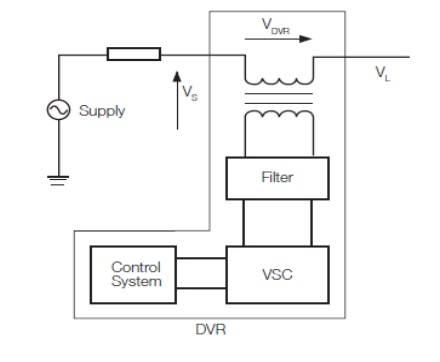 V_DVR
V_L
V_S
Supply
Filter
Control
System
VSC
DVR